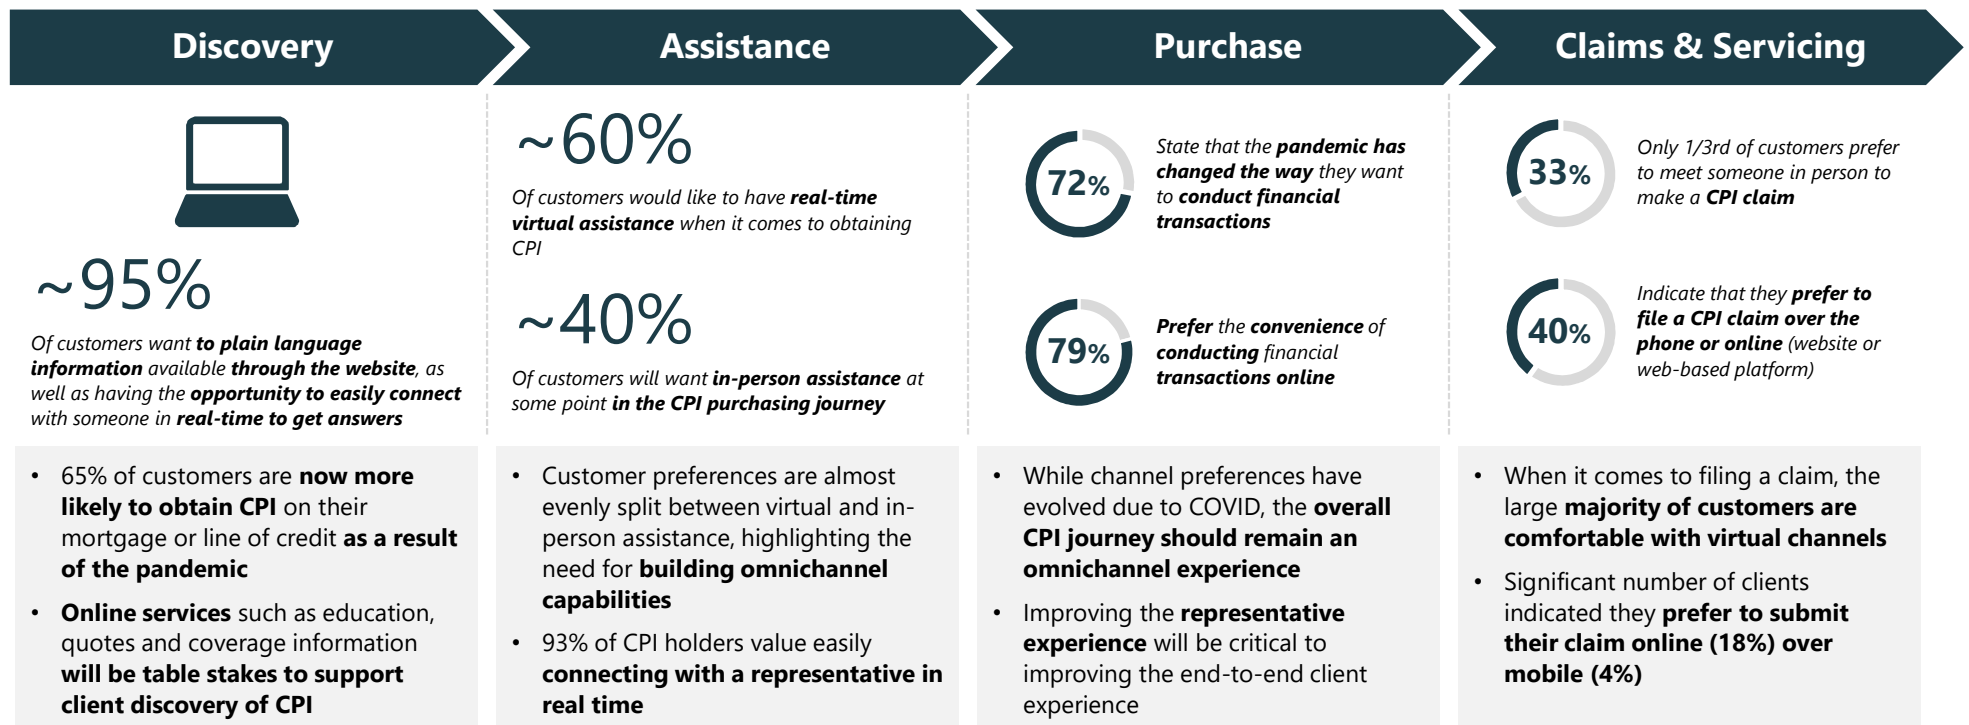 Discovery
Assistance
Purchase
Claims & Servicing
~95%
Of customers want to plain language
information available through the website, as
well as having the opportunity to easily connect
with someone in real-time to get answers
~60%
Of customers would like to have real-time
virtual assistance when it comes to obtaining
CPI
~40%
Of customers will want in-person assistance at
some point in the CPI purchasing journey
72%
State that the pandemic has
changed the way they want
to conduct financial
transactions
79%
Prefer the convenience of
conducting financial
transactions online
33%
Only 1/3rd of customers prefer
to meet someone in person to
make a CPI claim
40%
Indicate that they prefer to
file a CPI claim over the
phone or online (website or
web-based platform)
• 65% of customers are now more
likely to obtain CPI on their
mortgage or line of credit as a result
of the pandemic
• Online services such as education,
quotes and coverage information
will be table stakes to support
client discovery of CPI
• Customer preferences are almost
evenly split between virtual and in-
person assistance, highlighting the
need for building omnichannel
capabilities
• 93% of CPI holders value easily
connecting with a representative in
real time
• While channel preferences have
evolved due to COVID, the overall
CPI journey should remain an
omnichannel experience
• Improving the representative
experience will be critical to
improving the end-to-end client
experience
• When it comes to filing a claim, the
large majority of customers are
comfortable with virtual channels
• Significant number of clients
indicated they prefer to submit
their claim online (18%) over
mobile (4%)